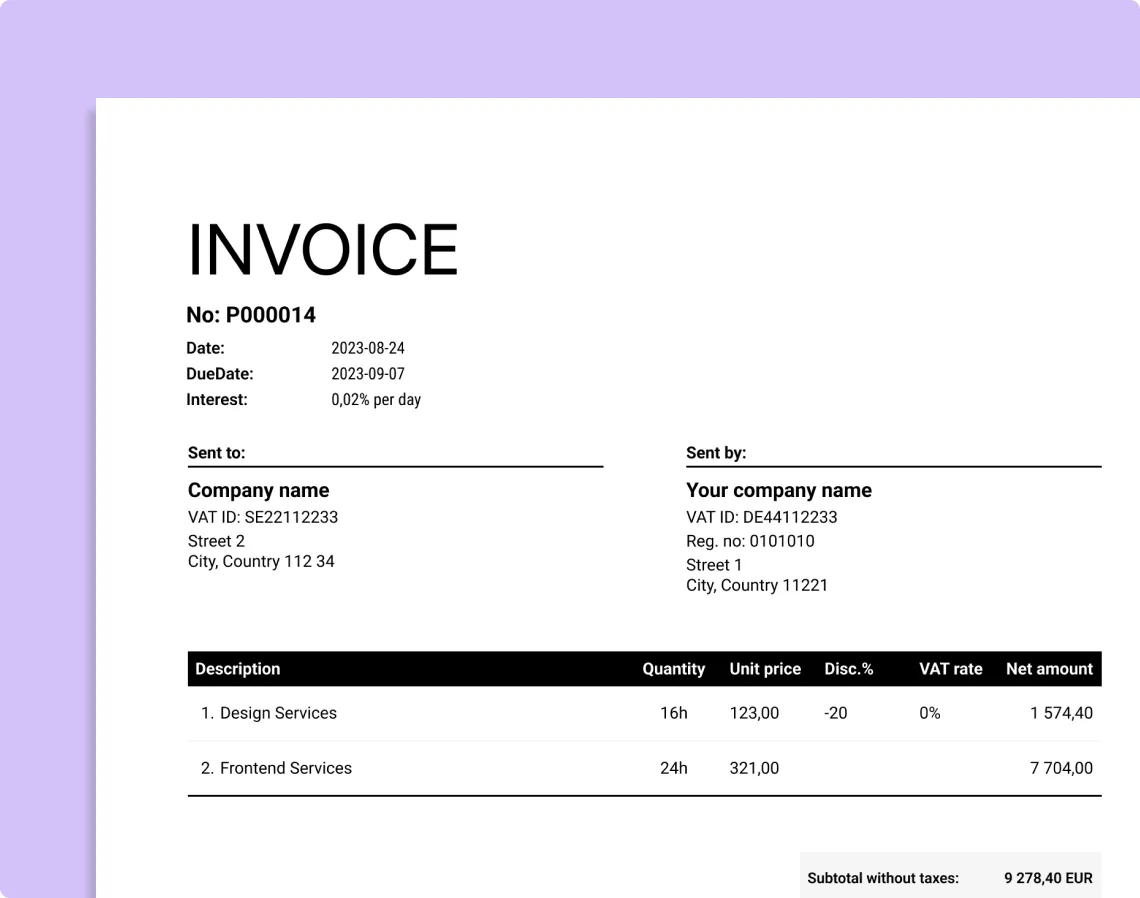 INVOICE
No: P000014
Date: 2023-08-24
DueDate: 2023-09-07
Interest: 0,02% per day
Sent to:
Company name
VAT ID: SE22112233
Street 2
City, Country 112 34
Sent by:
Your company name
VAT ID: DE44112233
Reg. no: 0101010
Street 1
City, Country 11221
Description Quantity Unit price Disc.% VAT rate Net amount
1. Design Services 16h 123,00 -20 0% 1 574,40
2. Frontend Services 24h 321,00 7 704,00
Subtotal without taxes: 9 278,40 EUR